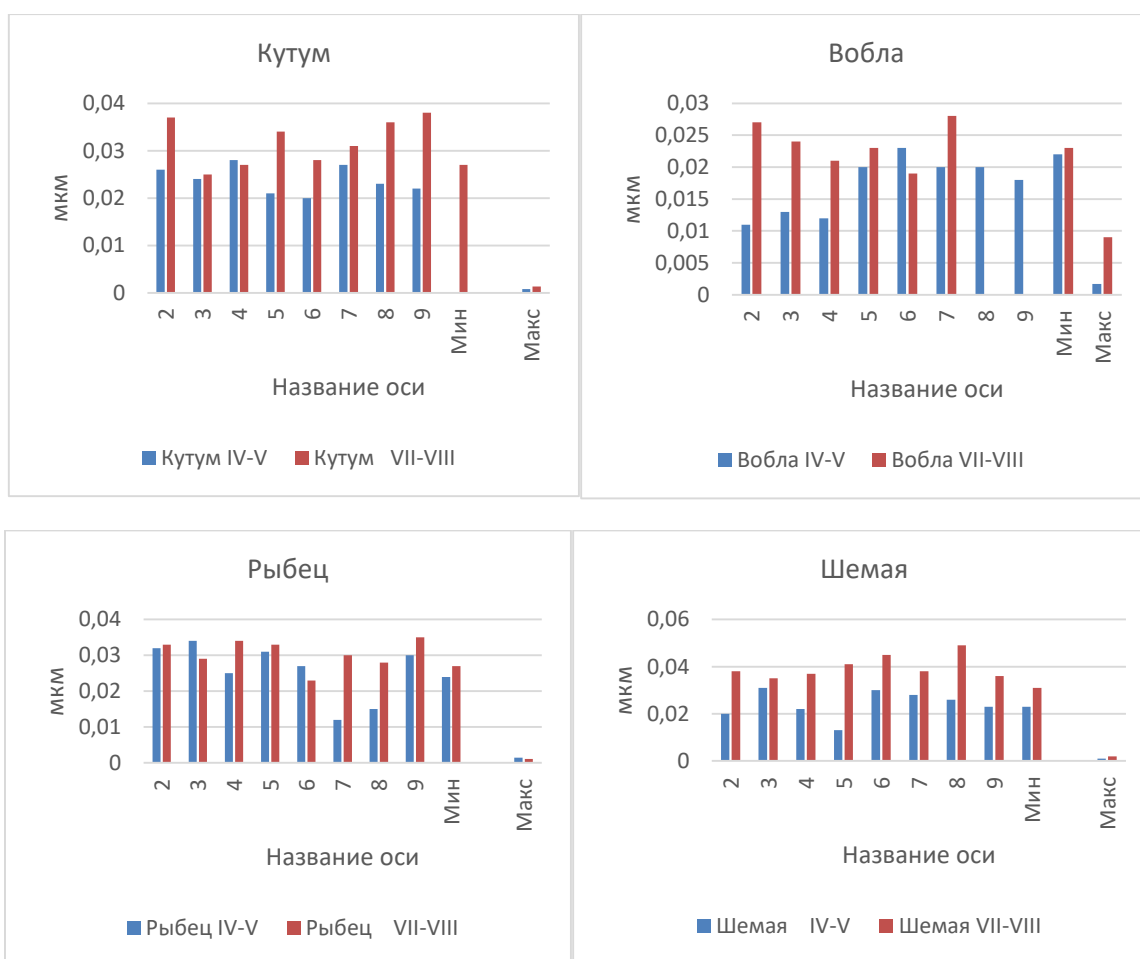 Кутум
0,04
0,03
0,02
0,01
0
мкм
2 3 4 5 6 7 8 9 Мин Макс
Название оси
Кутум IV-V Кутум VII-VIII
Вобла
0,03
0,025
0,02
0,015
0,01
0,005
0
мкм
2 3 4 5 6 7 8 9 Мин Макс
Название оси
Вобла IV-V Вобла VII-VIII
Рыбец
0,04
0,03
0,02
0,01
0
мкм
2 3 4 5 6 7 8 9 Мин Макс
Название оси
Рыбец IV-V Рыбец VII-VIII
Шемая
0,06
0,04
0,02
0
мкм
2 3 4 5 6 7 8 9 Мин Макс
Название оси
Шемая IV-V Шемая VII-VIII